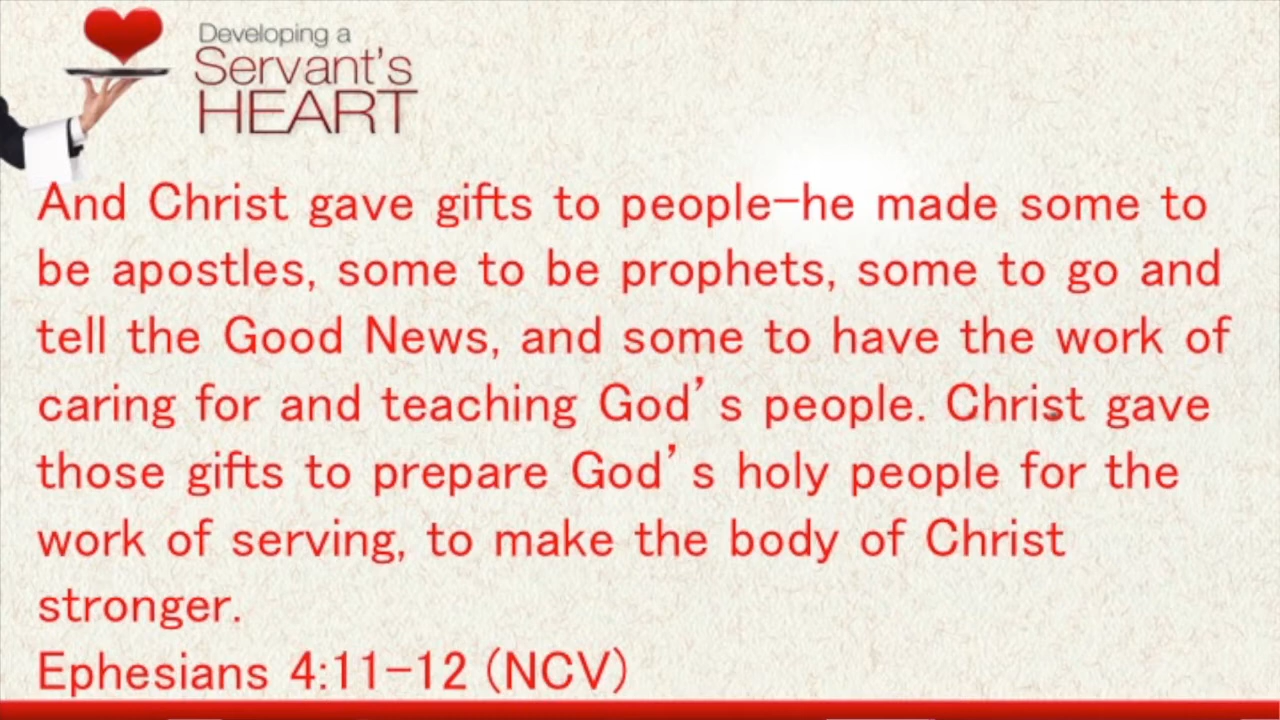 Developing a
Servant's
HEART
And Christ gave gifts to people-he made some to
be apostles, some to be prophets, some to go and
tell the Good News, and some to have the work of
caring for and teaching God’s people. Christ gave
those gifts to prepare God’s holy people for the
work of serving, to make the body of Christ
stronger.
Ephesians 4:11-12 (NCV)